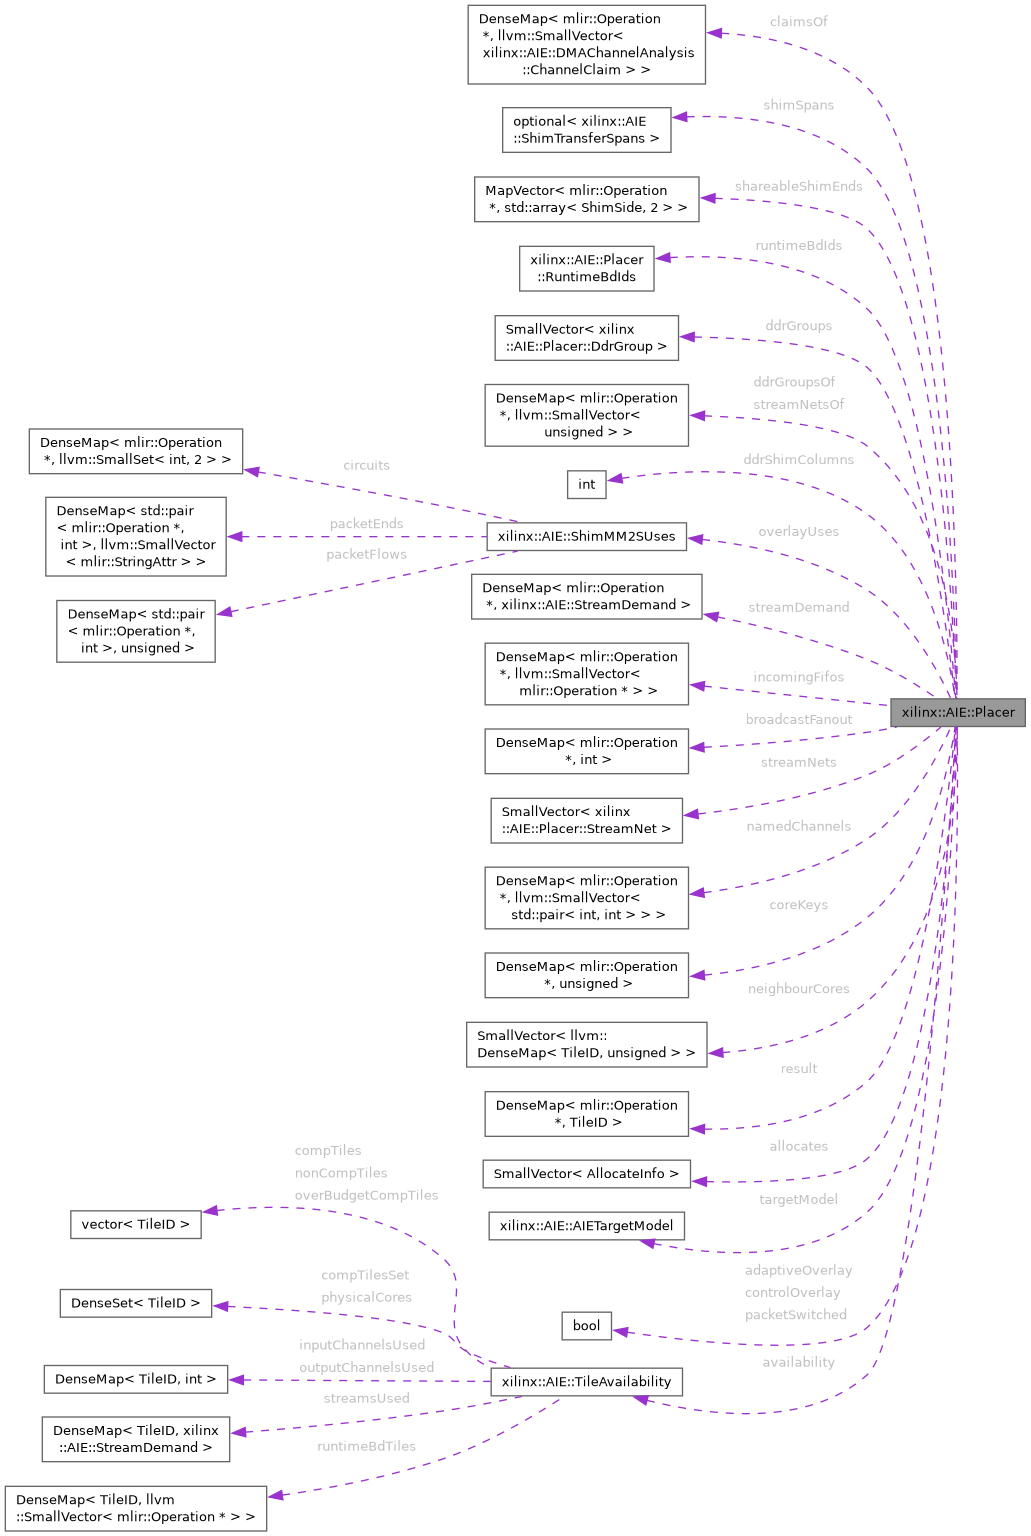 DenseMap< mlir::Operation
*, llvm::SmallVector<
xilinx::AIE::DMAChannelAnalysis
::ChannelClaim > >
claimsOf
optional< xilinx::AIE
::ShimTransferSpans >
shimSpans
MapVector< mlir::Operation
*, std::array< ShimSide, 2 > >
shareableShimEnds
xilinx::AIE::Placer
::RuntimeBdIds
runtimeBdIds
SmallVector< xilinx
::AIE::Placer::DdrGroup >
ddrGroups
DenseMap< mlir::Operation
*, llvm::SmallVector<
unsigned > >
ddrGroupsOf
streamNetsOf
int
ddrShimColumns
DenseMap< mlir::Operation
*, llvm::SmallSet< int, 2 > >
circuits
DenseMap< std::pair
< mlir::Operation *,
int >, llvm::SmallVector
< mlir::StringAttr > >
packetEnds
DenseMap< std::pair
< mlir::Operation *,
int >, unsigned >
packetFlows
xilinx::AIE::ShimMM2SUses
overlayUses
DenseMap< mlir::Operation
*, xilinx::AIE::StreamDemand >
streamDemand
DenseMap< mlir::Operation
*, llvm::SmallVector<
mlir::Operation * > >
incomingFifos
xilinx::AIE::Placer
DenseMap< mlir::Operation
*, int >
broadcastFanout
SmallVector< xilinx
::AIE::Placer::StreamNet >
streamNets
DenseMap< mlir::Operation
*, llvm::SmallVector<
std::pair< int, int > > >
namedChannels
DenseMap< mlir::Operation
*, unsigned >
coreKeys
SmallVector< llvm::
DenseMap< TileID, unsigned > >
neighbourCores
DenseMap< mlir::Operation
*, TileID >
result
SmallVector< AllocateInfo >
allocates
xilinx::AIE::AIETargetModel
targetModel
bool
adaptiveOverlay
controlOverlay
packetSwitched
xilinx::AIE::TileAvailability
availability
vector< TileID >
compTiles
nonCompTiles
overBudgetCompTiles
DenseSet< TileID >
compTilesSet
physicalCores
DenseMap< TileID, int >
inputChannelsUsed
outputChannelsUsed
DenseMap< TileID, xilinx
::AIE::StreamDemand >
streamsUsed
DenseMap< TileID, llvm
::SmallVector< mlir::Operation * > >
runtimeBdTiles